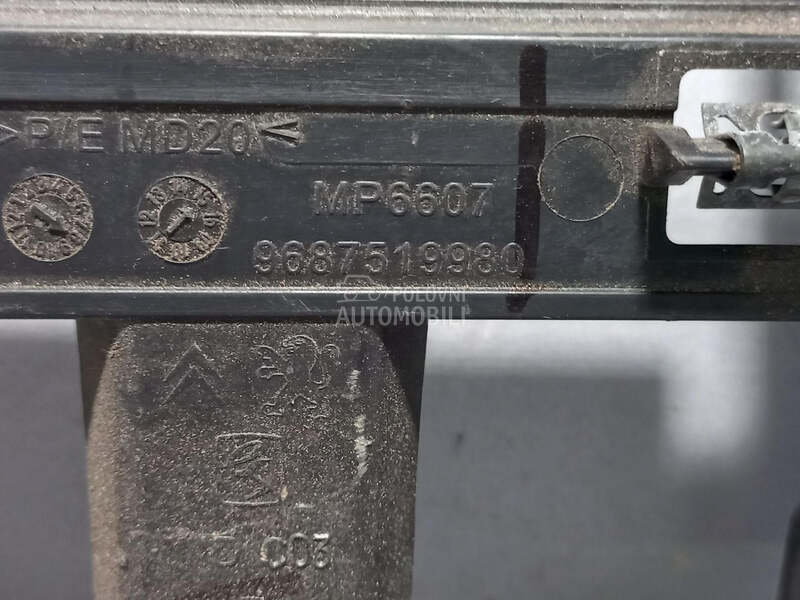 >P/E MD20<
MP6607
9687519980
POLOVNI
AUTOMOBILI
C03